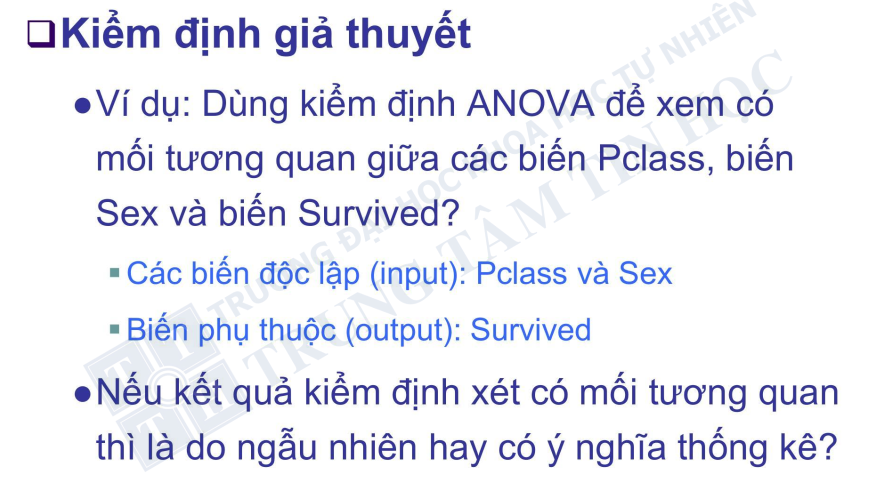 Kiểm định giả thuyết
Ví dụ: Dùng kiểm định ANOVA để xem có
mối tương quan giữa các biến Pclass, biến
Sex và biến Survived?
Các biến độc lập (input): Pclass và Sex
Biến phụ thuộc (output): Survived
Nếu kết quả kiểm định xét có mối tương quan
thì là do ngẫu nhiên hay có ý nghĩa thống kê?
TRƯỜNG ĐẠI HỌC KHOA HỌC TỰ NHIÊN
TRUNG TÂM TIN HỌC